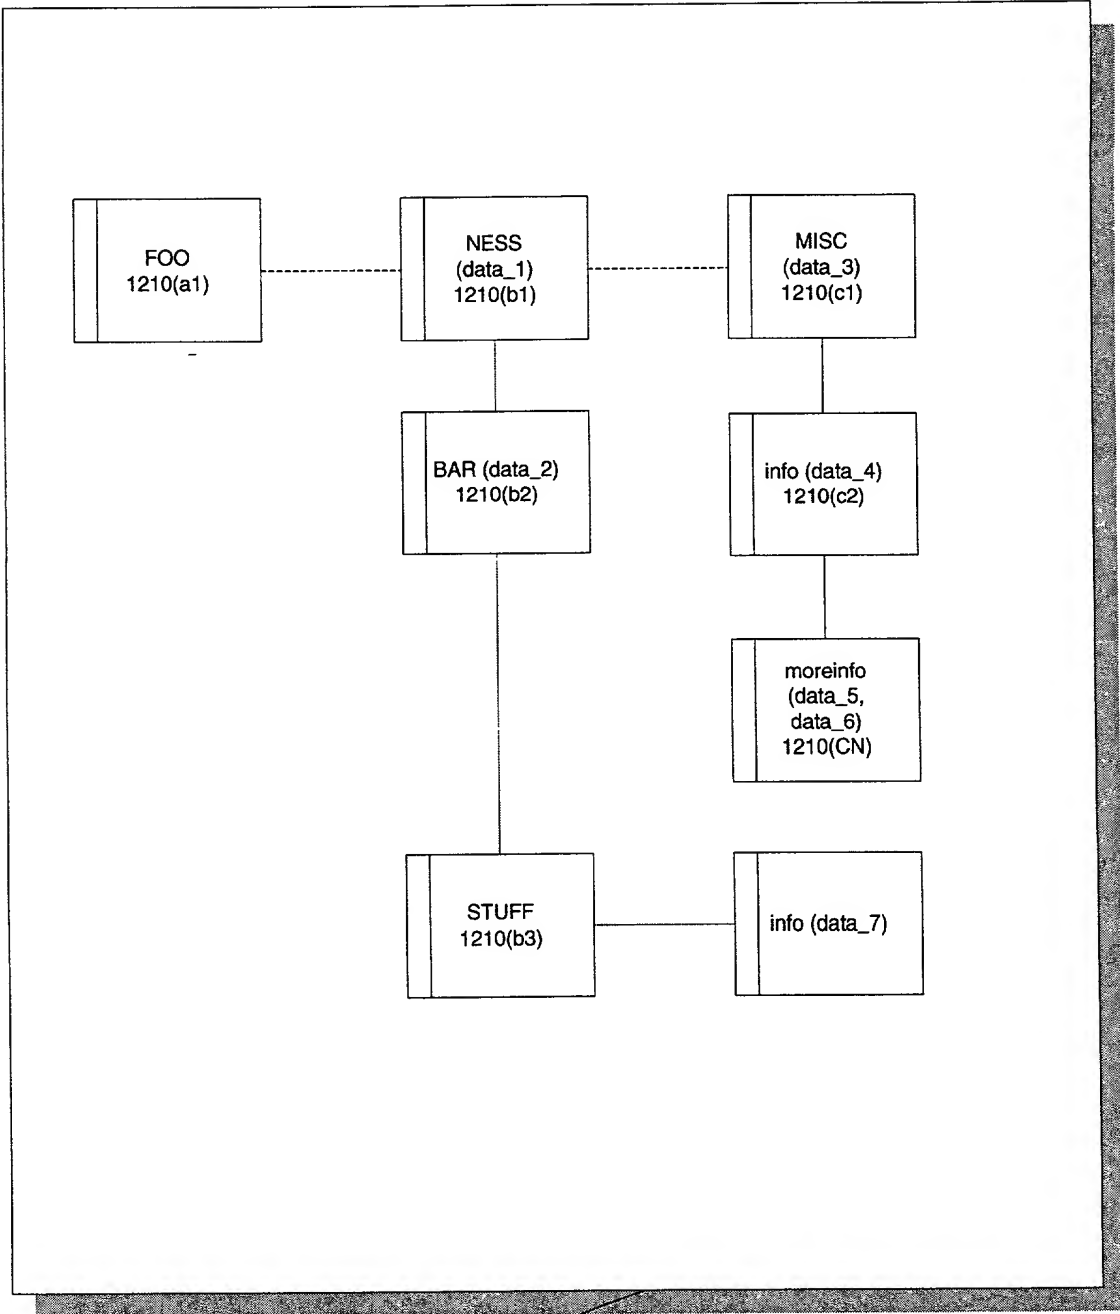 FOO
1210(a1)
NESS
(data_1)
1210(b1)
MISC
(data_3)
1210(c1)
BAR (data_2)
1210(b2)
info (data_4)
1210(c2)
moreinfo
(data_5,
data_6)
1210(CN)
STUFF
1210(b3)
info (data_7)